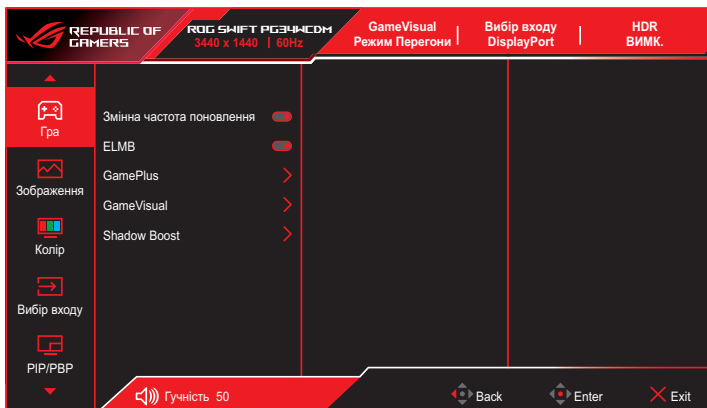 REPUBLIC OF
GAMERS
ROG SWIFT PG34WCDM
3440 x 1440 | 60Hz
GameVisual
Режим Перегони
Вибір входу
DisplayPort
HDR
ВИМК.
Гра
Зображення
Колір
Вибір входу
PIP/PBP
Змінна частота поновлення
ELMB
GamePlus
GameVisual
Shadow Boost
Гучність 50
Back
Enter
Exit